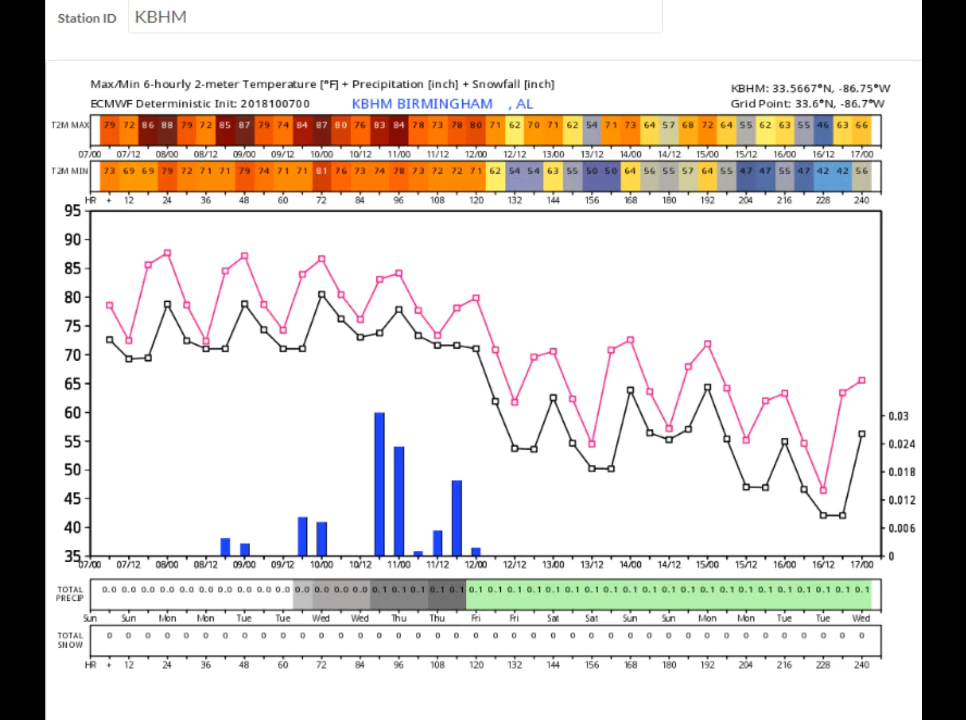 Station ID KBHM
Max/Min 6-hourly 2-meter Temperature [°F] + Precipitation [inch] + Snowfall [inch]
KBHM: 33.5667°N, -86.75°W
ECMWF Deterministic Init: 2018100700 KBHM BIRMINGHAM , AL
Grid Point: 33.6°N, -86.7°W
T2M MAX 79 72 86 88 79 72 85 87 79 74 84 87 80 76 83 84 78 73 78 80 71 62 70 71 62 54 71 73 64 57 68 72 64 55 62 63 55 46 63 66
07/00 07/12 08/00 08/12 09/00 09/12 10/00 10/12 11/00 11/12 12/00 12/12 13/00 13/12 14/00 14/12 15/00 15/12 16/00 16/12 17/00
T2M MIN 73 69 69 79 72 71 71 79 74 71 71 81 76 73 74 78 73 72 72 71 62 54 54 63 55 50 50 64 56 55 57 64 55 47 47 55 47 42 42 56
HR + 12 24 36 48 60 72 84 96 108 120 132 144 156 168 180 192 204 216 228 240
95
90
85
80
75
70
65
60
55
50
45
40
35
0.03
0.024
0.018
0.012
0.006
0
07/00 07/12 08/00 08/12 09/00 09/12 10/00 10/12 11/00 11/12 12/00 12/12 13/00 13/12 14/00 14/12 15/00 15/12 16/00 16/12 17/00
TOTAL
PRECIP
0.0 0.0 0.0 0.0 0.0 0.0 0.0 0.0 0.0 0.0 0.0 0.0 0.0 0.0 0.1 0.1 0.1 0.1 0.1 0.1 0.1 0.1 0.1 0.1 0.1 0.1 0.1 0.1 0.1 0.1 0.1 0.1 0.1 0.1 0.1 0.1 0.1 0.1 0.1 0.1
Sun Sun Mon Mon Tue Tue Wed Wed Thu Thu Fri Fri Sat Sat Sun Sun Mon Mon Tue Tue Wed
TOTAL
SNOW
0 0 0 0 0 0 0 0 0 0 0 0 0 0 0 0 0 0 0 0 0 0 0 0 0 0 0 0 0 0 0 0 0 0 0 0 0 0 0 0
HR + 12 24 36 48 60 72 84 96 108 120 132 144 156 168 180 192 204 216 228 240